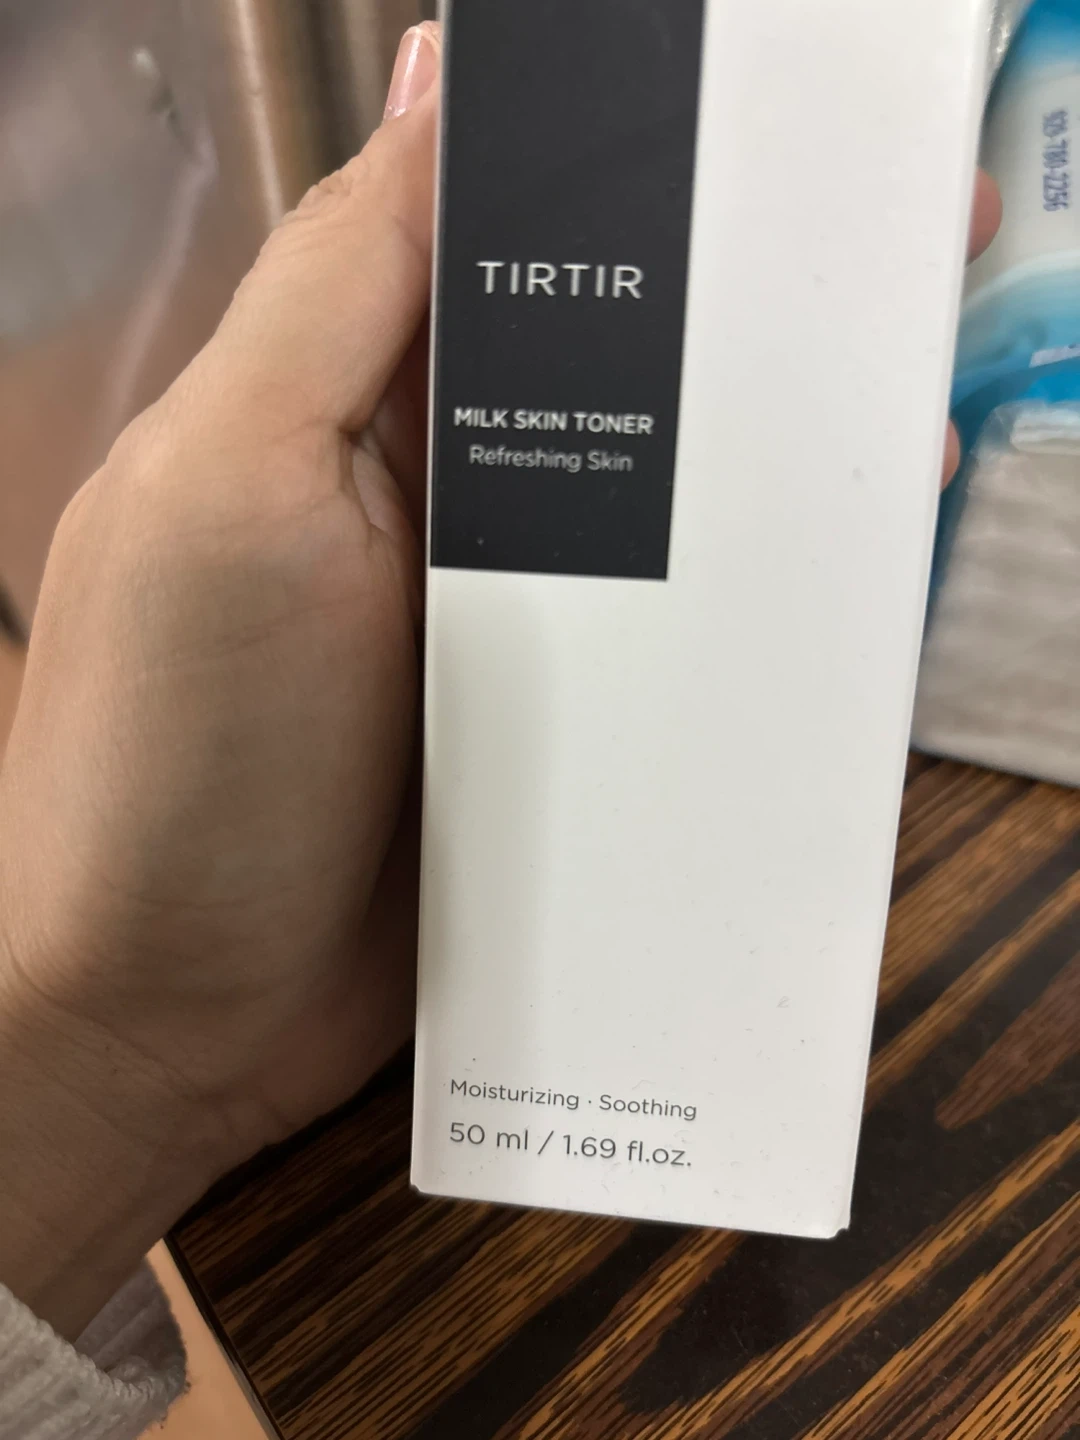 TIRTIR
MILK SKIN TONER
Refreshing Skin
Moisturizing · Soothing
50 ml / 1.69 fl.oz.